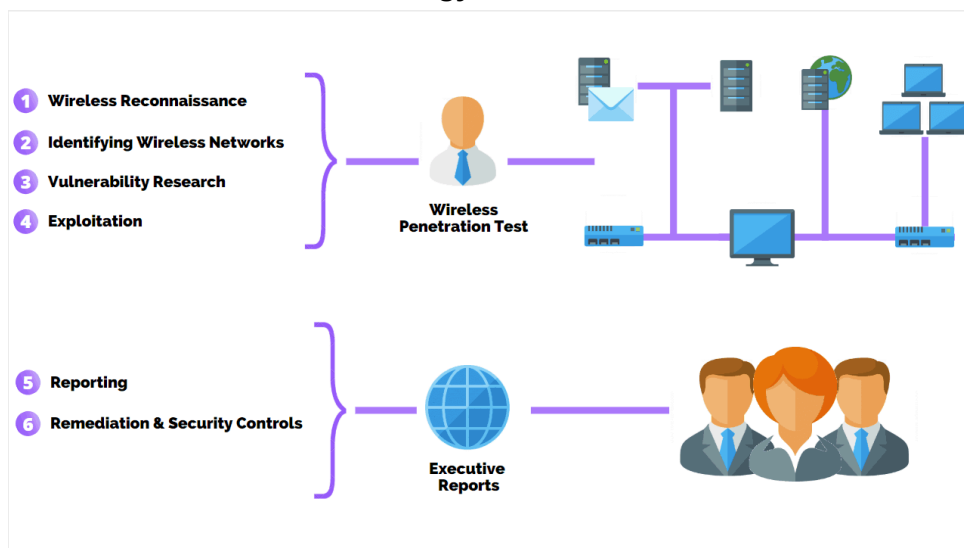 1 Wireless Reconnaissance
2 Identifying Wireless Networks
3 Vulnerability Research
4 Exploitation
Wireless
Penetration Test
5 Reporting
6 Remediation & Security Controls
Executive
Reports